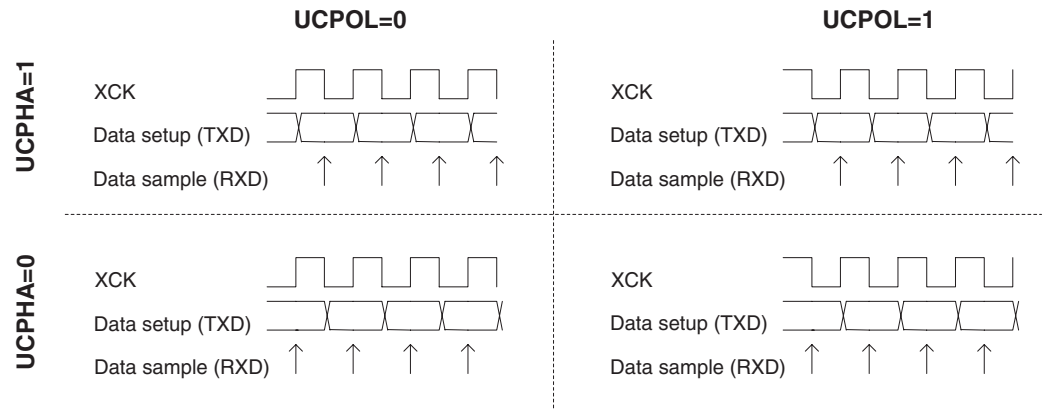 UCPOL=0
UCPOL=1
UCPHA=1
XCK
Data setup (TXD)
Data sample (RXD)
XCK
Data setup (TXD)
Data sample (RXD)
UCPHA=0
XCK
Data setup (TXD)
Data sample (RXD)
XCK
Data setup (TXD)
Data sample (RXD)